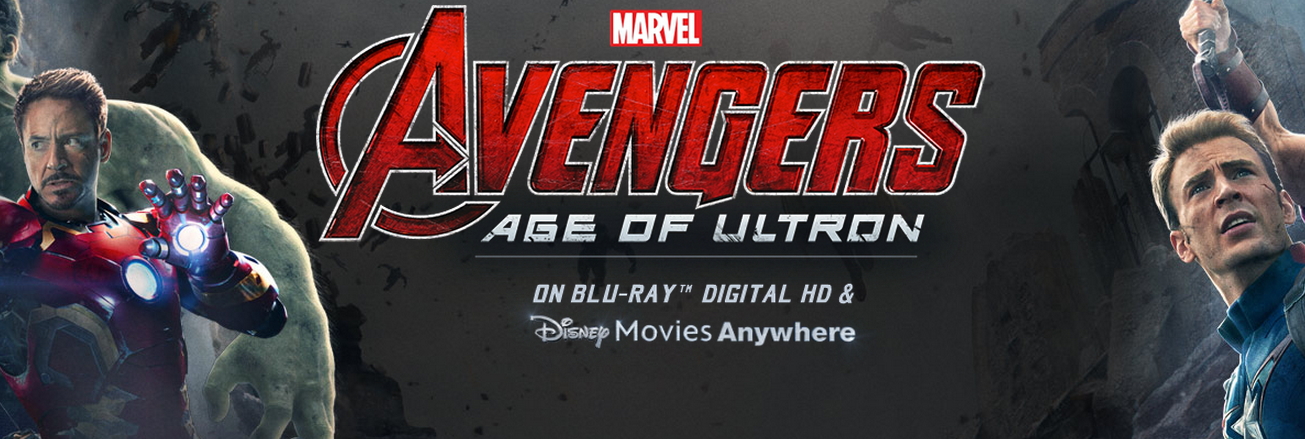 MARVEL
AVENGERS
AGE OF ULTRON
ON BLU-RAY™ DIGITAL HD &
Disney Movies Anywhere